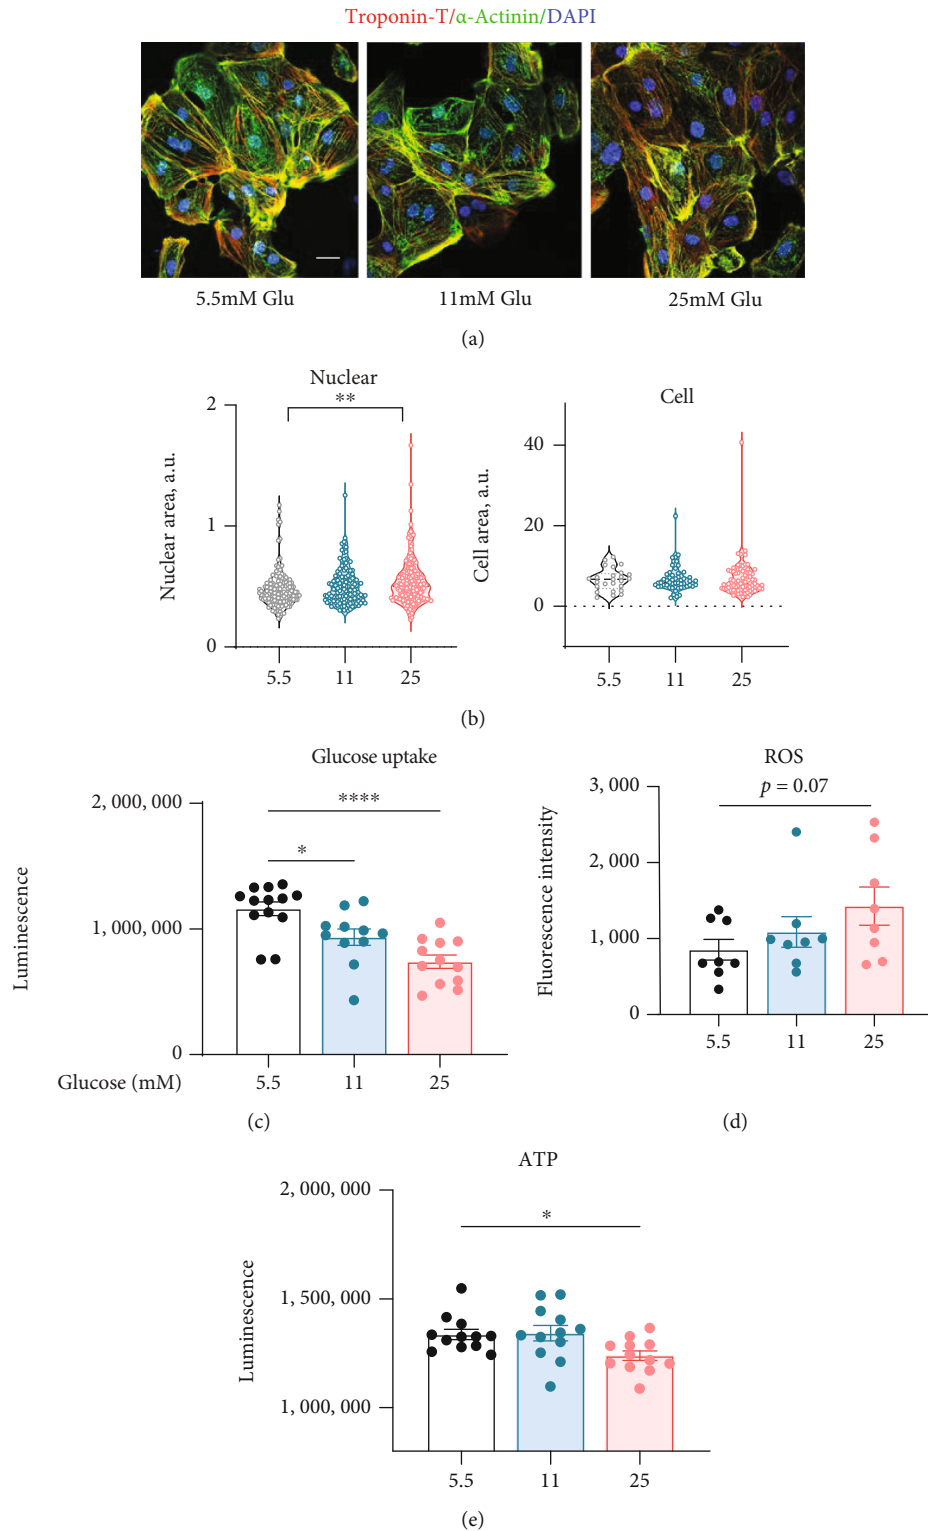 Troponin-T/α-Actinin/DAPI
5.5mM Glu
11mM Glu
25mM Glu
(a)
Nuclear
**
2
1
0
Nuclear area, a.u.
5.5
11
25
Cell
40
20
0
Cell area, a.u.
5.5
11
25
(b)
Glucose uptake
****
*
2, 000, 000
1, 000, 000
0
Luminescence
Glucose (mM)
5.5
11
25
(c)
ROS
p = 0.07
3, 000
2, 000
1, 000
0
Fluorescence intensity
5.5
11
25
(d)
ATP
*
2, 000, 000
1, 500, 000
1, 000, 000
Luminescence
5.5
11
25
(e)